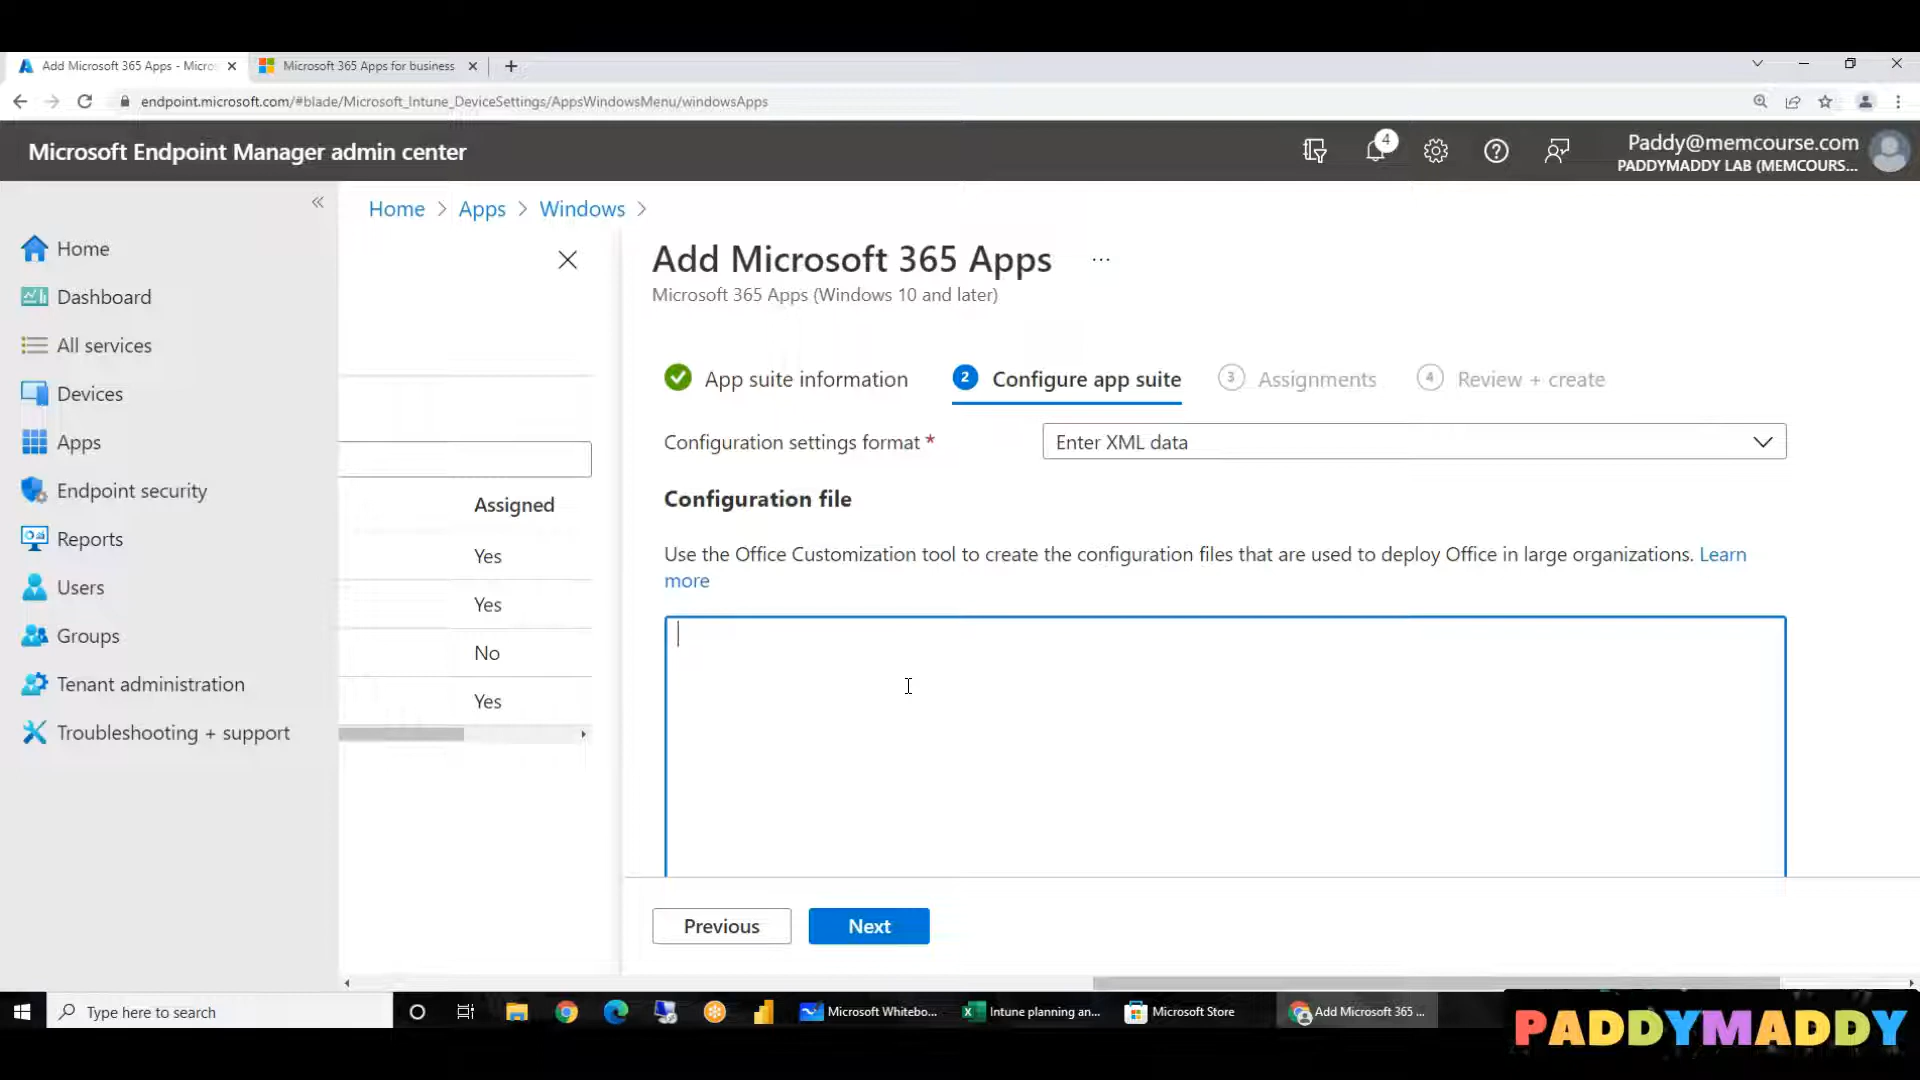 Add Microsoft 365 Apps - Micros
Microsoft 365 Apps for business
endpoint.microsoft.com/#blade/Microsoft_Intune_DeviceSettings/AppsWindowsMenu/windowsApps
Microsoft Endpoint Manager admin center
4
Paddy@memcourse.com
PADDYMADDY LAB (MEMCOURS...
Home
Dashboard
All services
Devices
Apps
Endpoint security
Reports
Users
Groups
Tenant administration
Troubleshooting + support
Home > Apps > Windows >
Assigned
Yes
Yes
No
Yes
Add Microsoft 365 Apps ...
Microsoft 365 Apps (Windows 10 and later)
App suite information
2 Configure app suite
3 Assignments
4 Review + create
Configuration settings format *
Enter XML data
Configuration file
Use the Office Customization tool to create the configuration files that are used to deploy Office in large organizations. Learn
more
Previous
Next
Type here to search
Microsoft Whitebo...
Intune planning an...
Microsoft Store
Add Microsoft 365 ...
PADDYMADDY